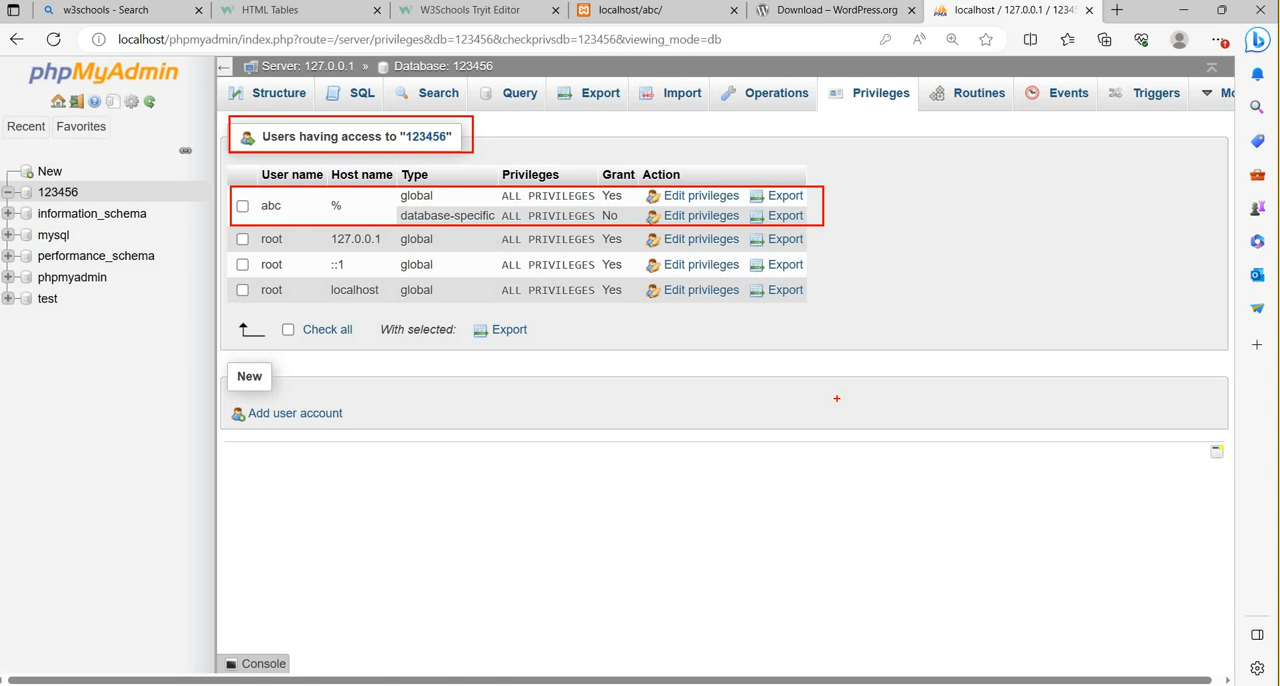 w3schools - Search
HTML Tables
W3Schools Tryit Editor
localhost/abc/
Download – WordPress.org
localhost / 127.0.0.1 / 1234
localhost/phpmyadmin/index.php?route=/server/privileges&db=123456&checkprivsdb=123456&viewing_mode=db
phpMyAdmin
Recent Favorites
New
123456
information_schema
mysql
performance_schema
phpmyadmin
test
Server: 127.0.0.1 » Database: 123456
Structure SQL Search Query Export Import Operations Privileges Routines Events Triggers Mo
Users having access to "123456"
User name Host name Type Privileges Grant Action
abc % global ALL PRIVILEGES Yes Edit privileges Export
database-specific ALL PRIVILEGES No Edit privileges Export
root 127.0.0.1 global ALL PRIVILEGES Yes Edit privileges Export
root ::1 global ALL PRIVILEGES Yes Edit privileges Export
root localhost global ALL PRIVILEGES Yes Edit privileges Export
Check all With selected: Export
New
Add user account
Console